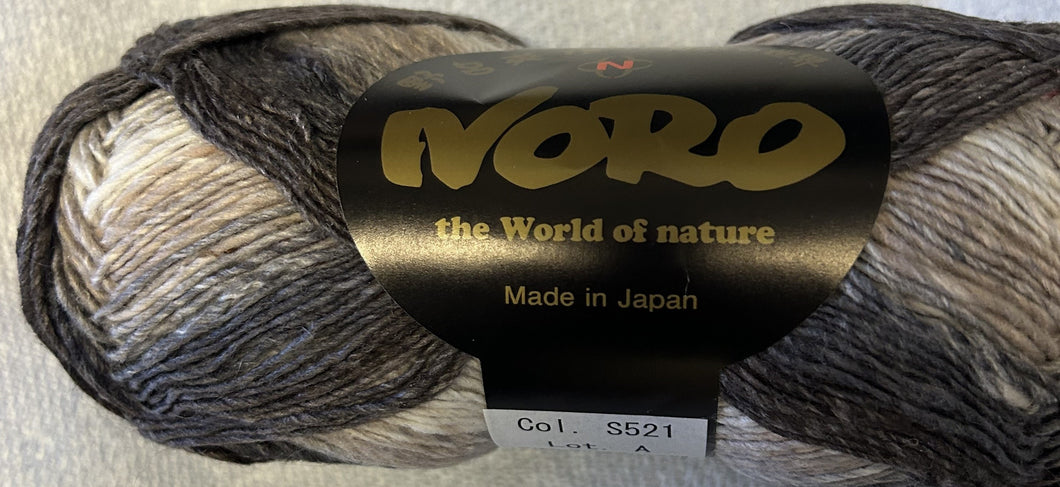 N
NORO
the World of nature
Made in Japan
Col. S521
Lot. A